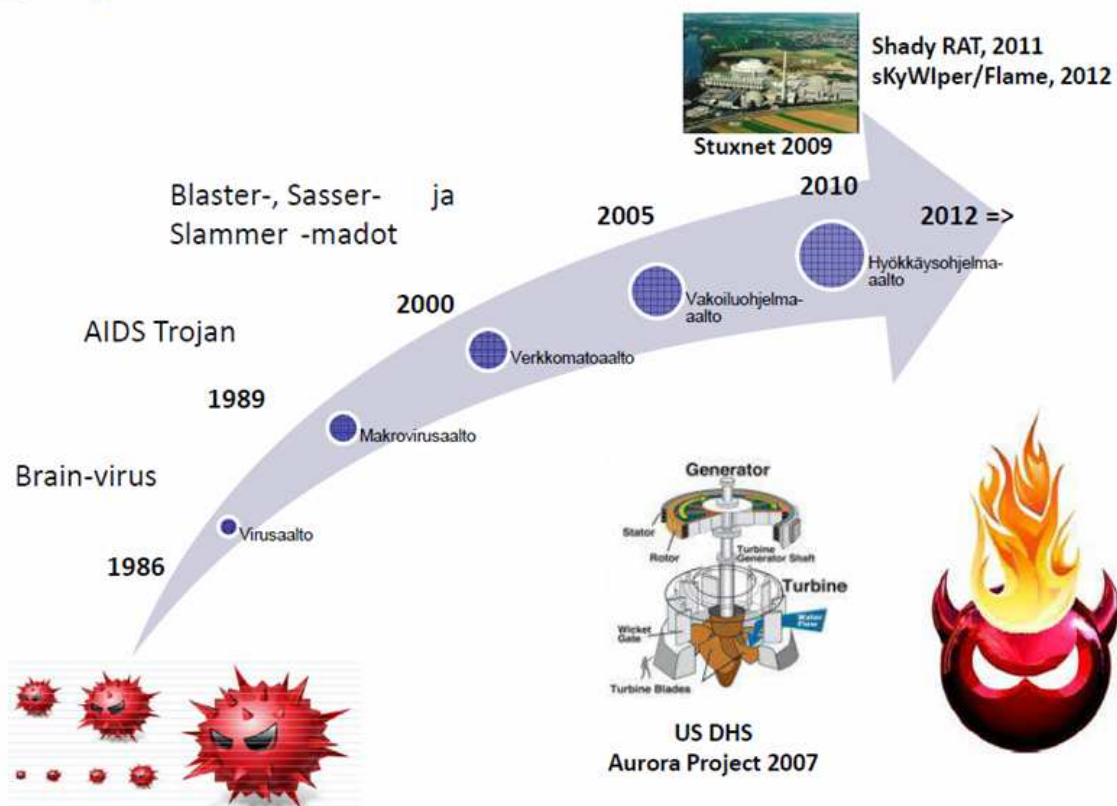 Shady RAT, 2011
sKyWIper/Flame, 2012
Stuxnet 2009
Blaster-, Sasser- ja
Slammer -madot
2010
2005
2012 =>
Hyökkäysohjelma-
aalto
Vakoiluohjelma-
aalto
2000
AIDS Trojan
Verkkomatoaalto
1989
Makrovirusaalto
Brain-virus
Virusaalto
1986
Generator
Stator
Rotor
Turbine
Generator Shaft
Turbine
Water
Flow
Wicket
Gate
Turbine Blades
US DHS
Aurora Project 2007